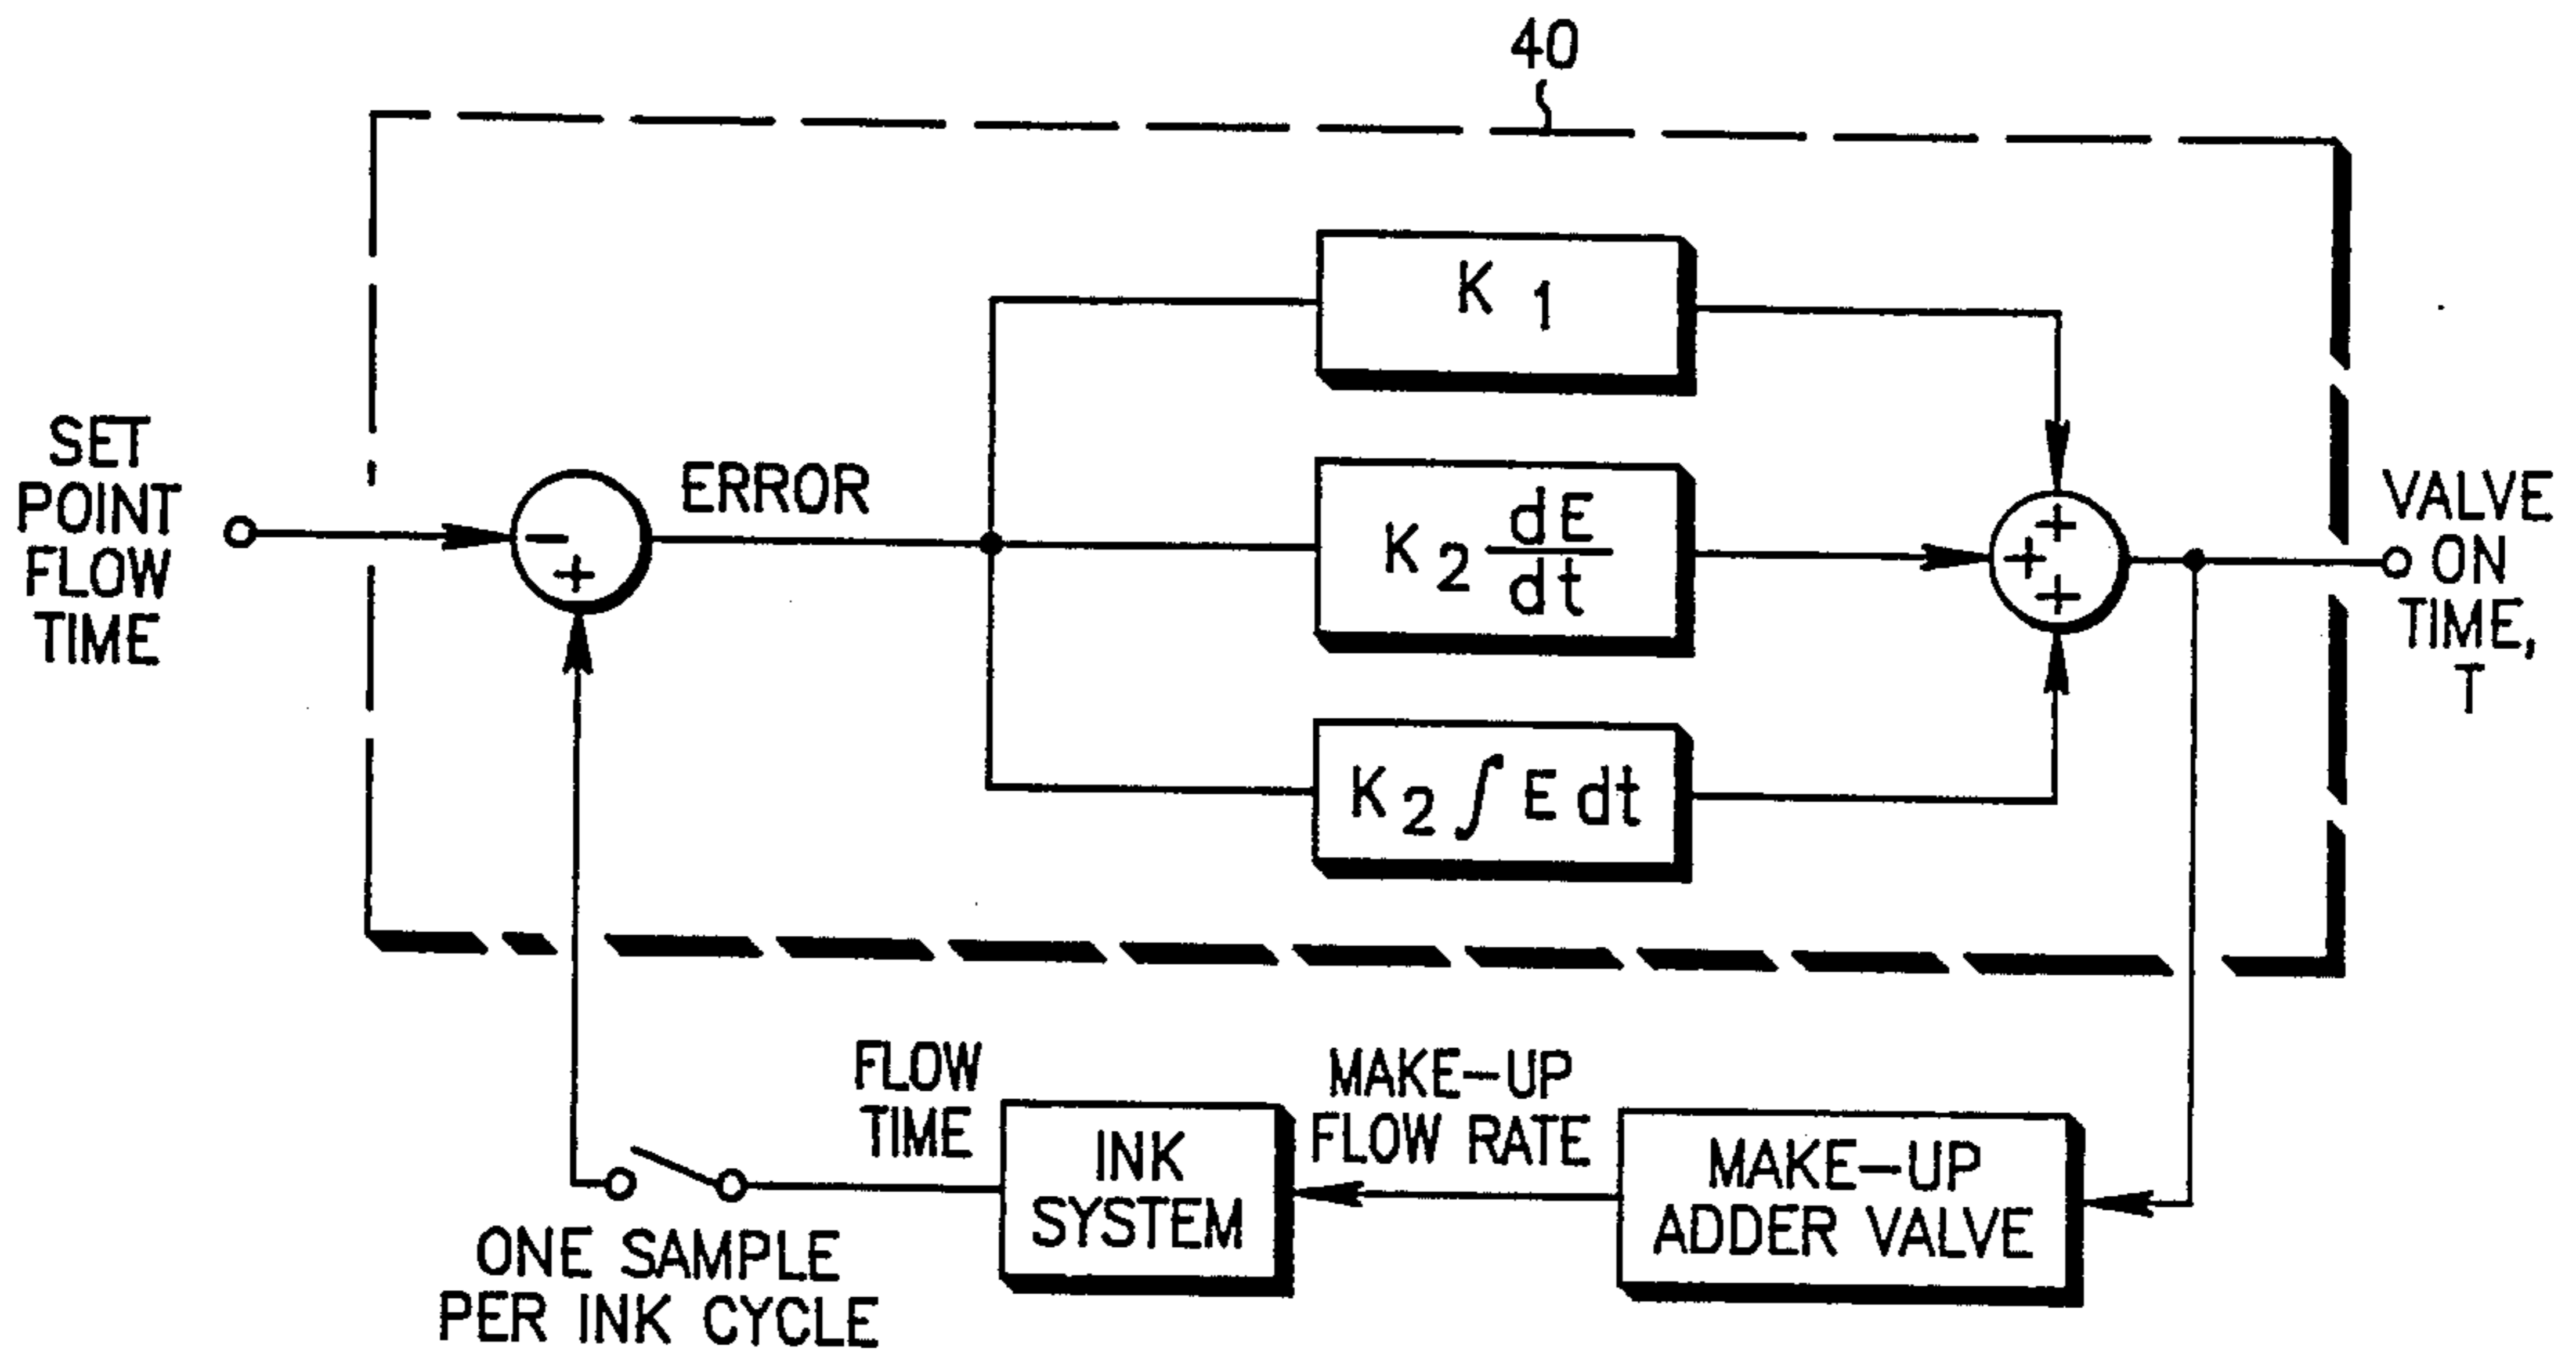 40
SET
POINT
FLOW
TIME
-
+
ERROR
K 1
K 2 dE
dt
K 2 ∫ E dt
+
+
+
VALVE
ON
TIME,
T
FLOW
TIME
MAKE-UP
FLOW RATE
INK
SYSTEM
MAKE-UP
ADDER VALVE
ONE SAMPLE
PER INK CYCLE